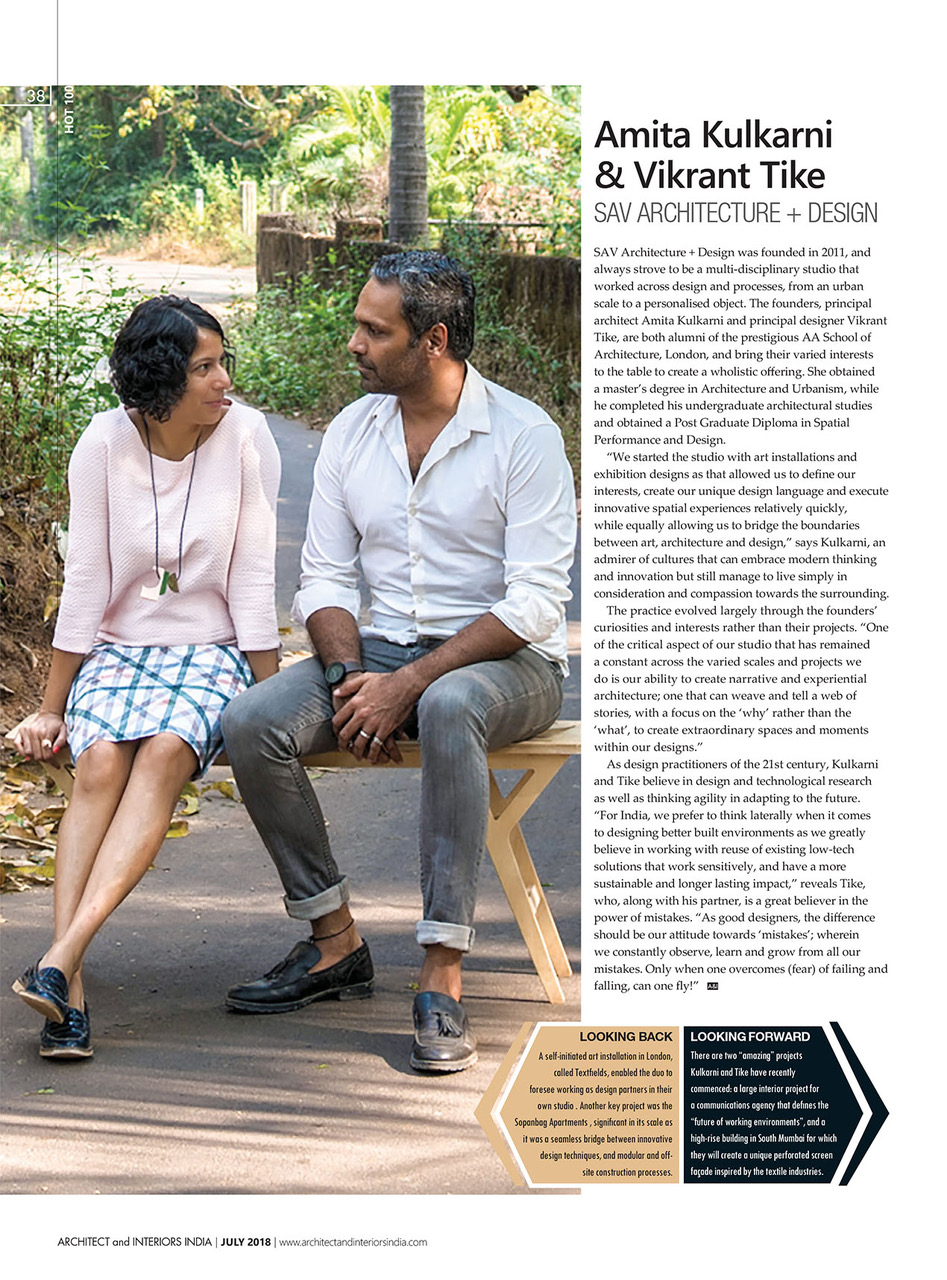 38
HOT 100
Amita Kulkarni
& Vikrant Tike
SAV ARCHITECTURE + DESIGN
SAV Architecture + Design was founded in 2011, and
always strove to be a multi-disciplinary studio that
worked across design and processes, from an urban
scale to a personalised object. The founders, principal
architect Amita Kulkarni and principal designer Vikrant
Tike, are both alumni of the prestigious AA School of
Architecture, London, and bring their varied interests
to the table to create a wholistic offering. She obtained
a master’s degree in Architecture and Urbanism, while
he completed his undergraduate architectural studies
and obtained a Post Graduate Diploma in Spatial
Performance and Design.
“We started the studio with art installations and
exhibition designs as that allowed us to define our
interests, create our unique design language and execute
innovative spatial experiences relatively quickly,
while equally allowing us to bridge the boundaries
between art, architecture and design,” says Kulkarni, an
admirer of cultures that can embrace modern thinking
and innovation but still manage to live simply in
consideration and compassion towards the surrounding.
The practice evolved largely through the founders’
curiosities and interests rather than their projects. “One
of the critical aspect of our studio that has remained
a constant across the varied scales and projects we
do is our ability to create narrative and experiential
architecture; one that can weave and tell a web of
stories, with a focus on the ‘why’ rather than the
‘what’, to create extraordinary spaces and moments
within our designs.”
As design practitioners of the 21st century, Kulkarni
and Tike believe in design and technological research
as well as thinking agility in adapting to the future.
“For India, we prefer to think laterally when it comes
to designing better built environments as we greatly
believe in working with reuse of existing low-tech
solutions that work sensitively, and have a more
sustainable and longer lasting impact,” reveals Tike,
who, along with his partner, is a great believer in the
power of mistakes. “As good designers, the difference
should be our attitude towards ‘mistakes’; wherein
we constantly observe, learn and grow from all our
mistakes. Only when one overcomes (fear) of failing and
falling, can one fly!” A&I
LOOKING BACK
A self-initiated art installation in London,
called Textfields, enabled the duo to
foresee working as design partners in their
own studio . Another key project was the
Sopanbag Apartments , significant in its scale as
it was a seamless bridge between innovative
design techniques, and modular and off-
site construction processes.
LOOKING FORWARD
There are two “amazing” projects
Kulkarni and Tike have recently
commenced: a large interior project for
a communications agency that defines the
“future of working environments”, and a
high-rise building in South Mumbai for which
they will create a unique perforated screen
façade inspired by the textile industries.
ARCHITECT and INTERIORS INDIA | JULY 2018 | www.architectandinteriorsindia.com